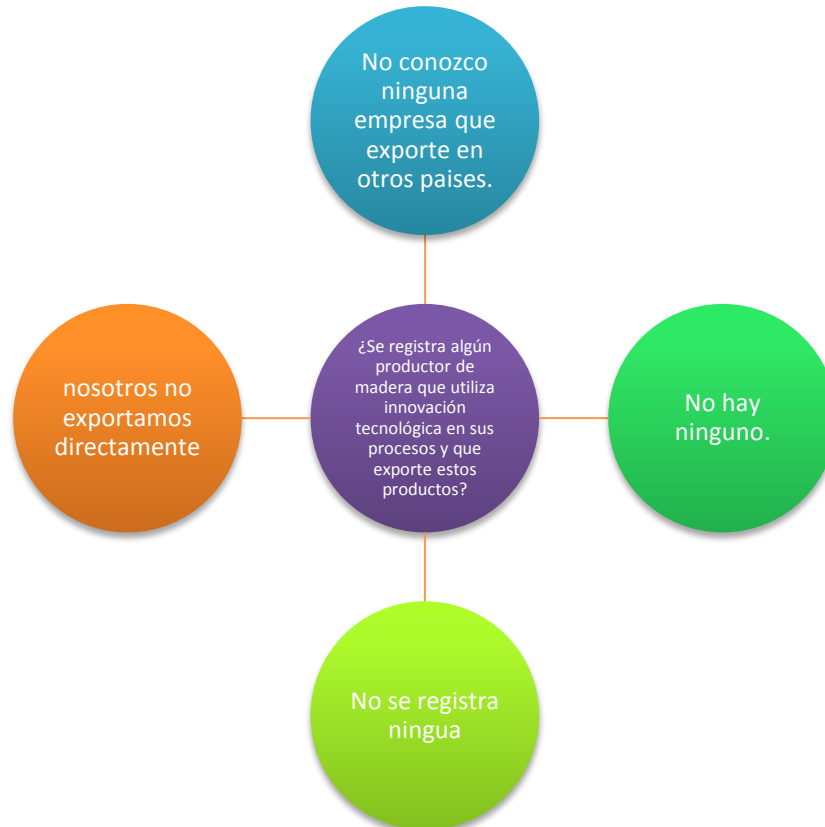 No conozco
ninguna
empresa que
exporte en
otros paises.
nosotros no
exportamos
directamente
¿Se registra algún
productor de
madera que utiliza
innovación
tecnológica en sus
procesos y que
exporte estos
productos?
No hay
ninguno.
No se registra
ningua